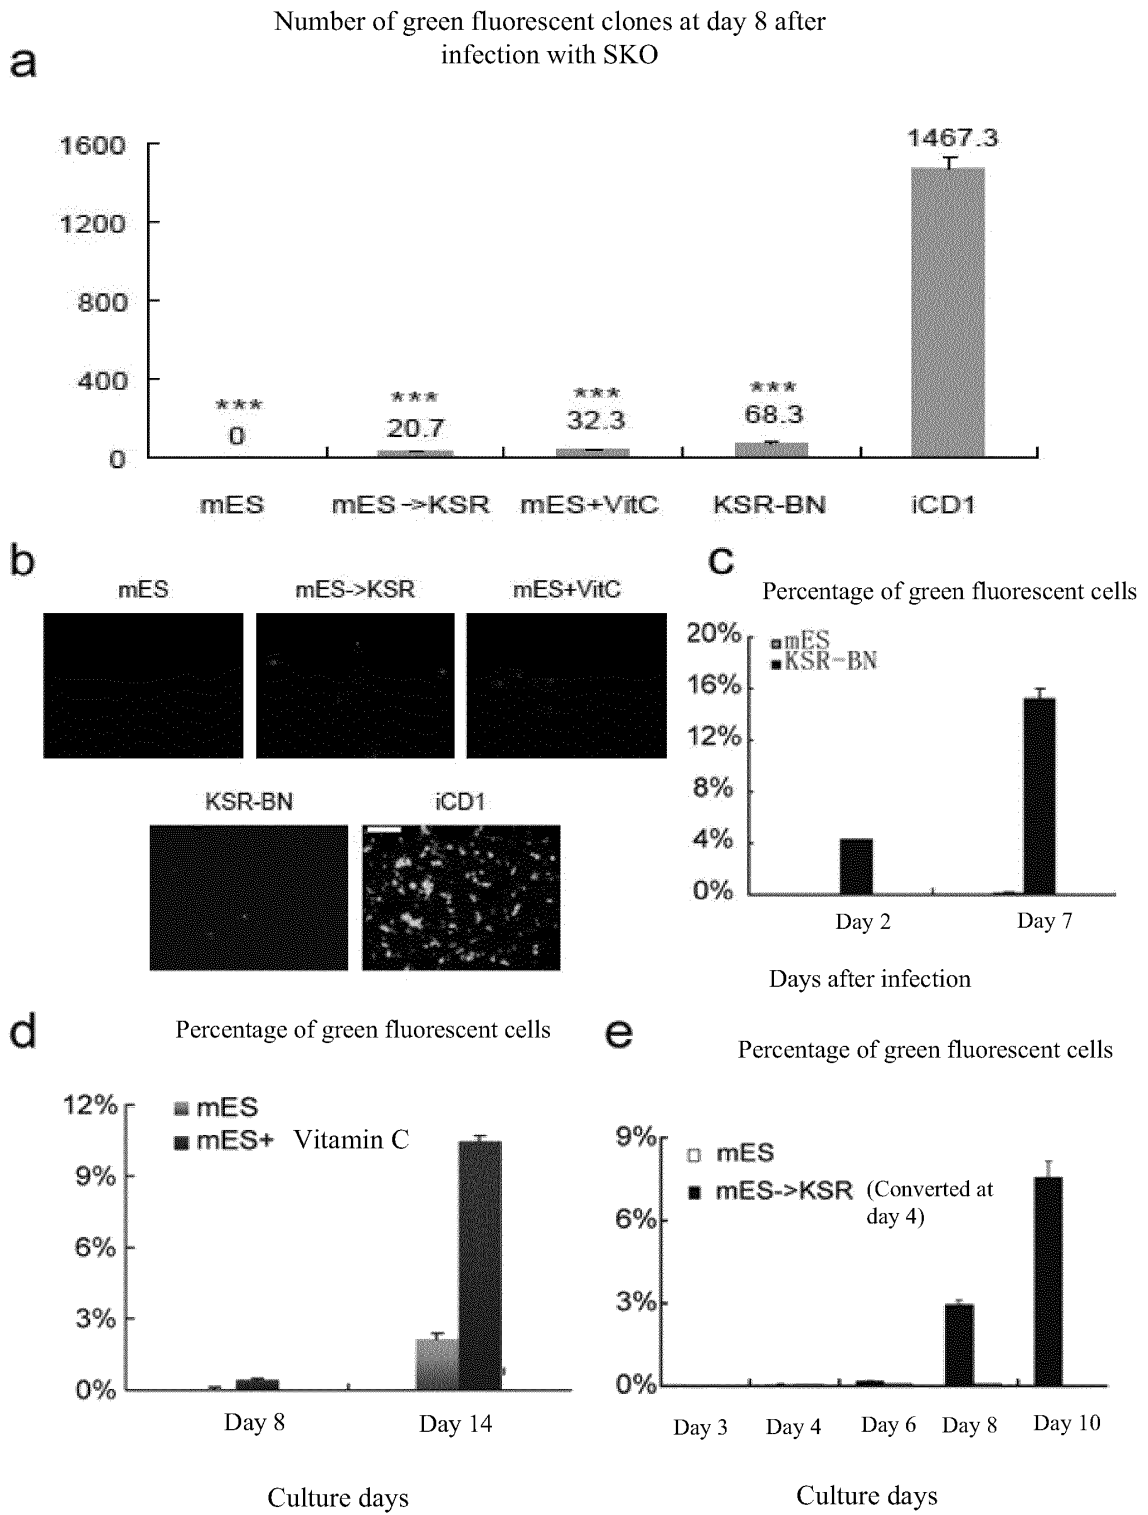 Number of green fluorescent clones at day 8 after
infection with SKO
a
1600
1200
800
400
0
***
0
***
20.7
***
32.3
***
68.3
1467.3
mES
mES->KSR
mES+VitC
KSR-BN
iCD1
b
mES
mES->KSR
mES+VitC
KSR-BN
iCD1
c
Percentage of green fluorescent cells
20%
16%
12%
8%
4%
0%
mES
KSR-BN
Day 2
Day 7
Days after infection
d
Percentage of green fluorescent cells
12%
9%
6%
3%
0%
mES
mES+ Vitamin C
Day 8
Day 14
Culture days
e
Percentage of green fluorescent cells
9%
6%
3%
0%
mES
mES->KSR (Converted at
day 4)
Day 3
Day 4
Day 6
Day 8
Day 10
Culture days